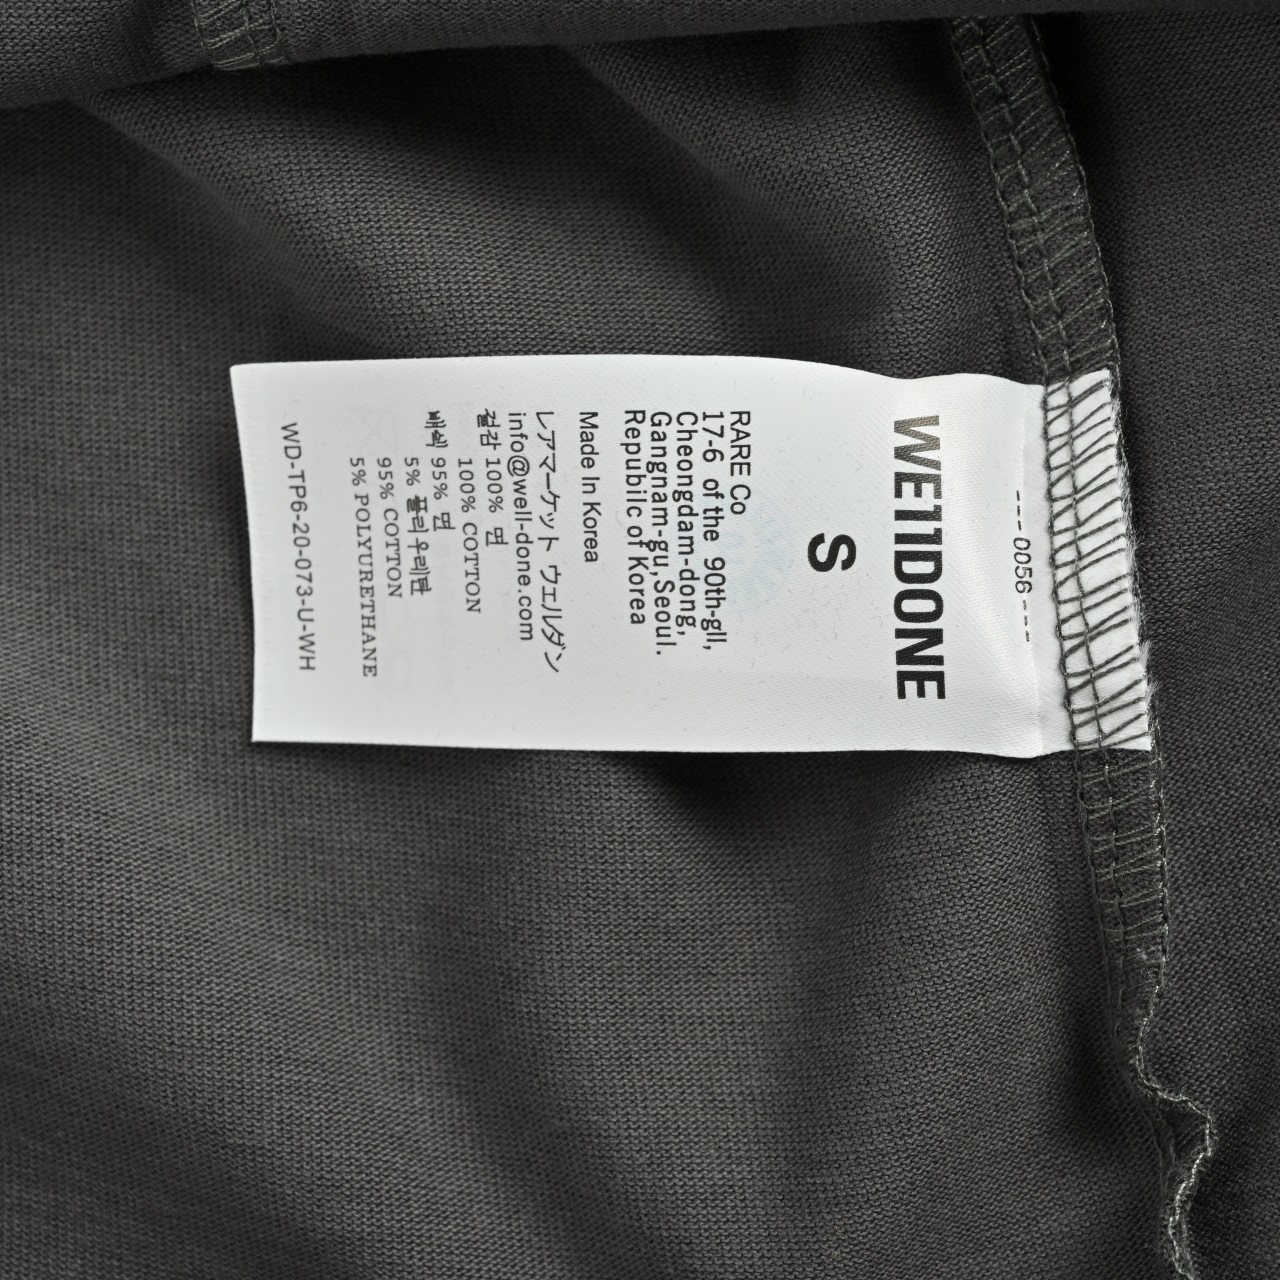 --- 0056 ---
WE11DONE
S
RARE Co
17-6 of the 90th-gil,
Cheongdam-dong,
Gangnam-gu, Seoul.
Republic of Korea
Made In Korea
レアマーケット ウェルダン
info@well-done.com
겉감 100% 면
100% COTTON
배색 95% 면
5% 폴리우레탄
95% COTTON
5% POLYURETHANE
WD-TP6-20-073-U-WH